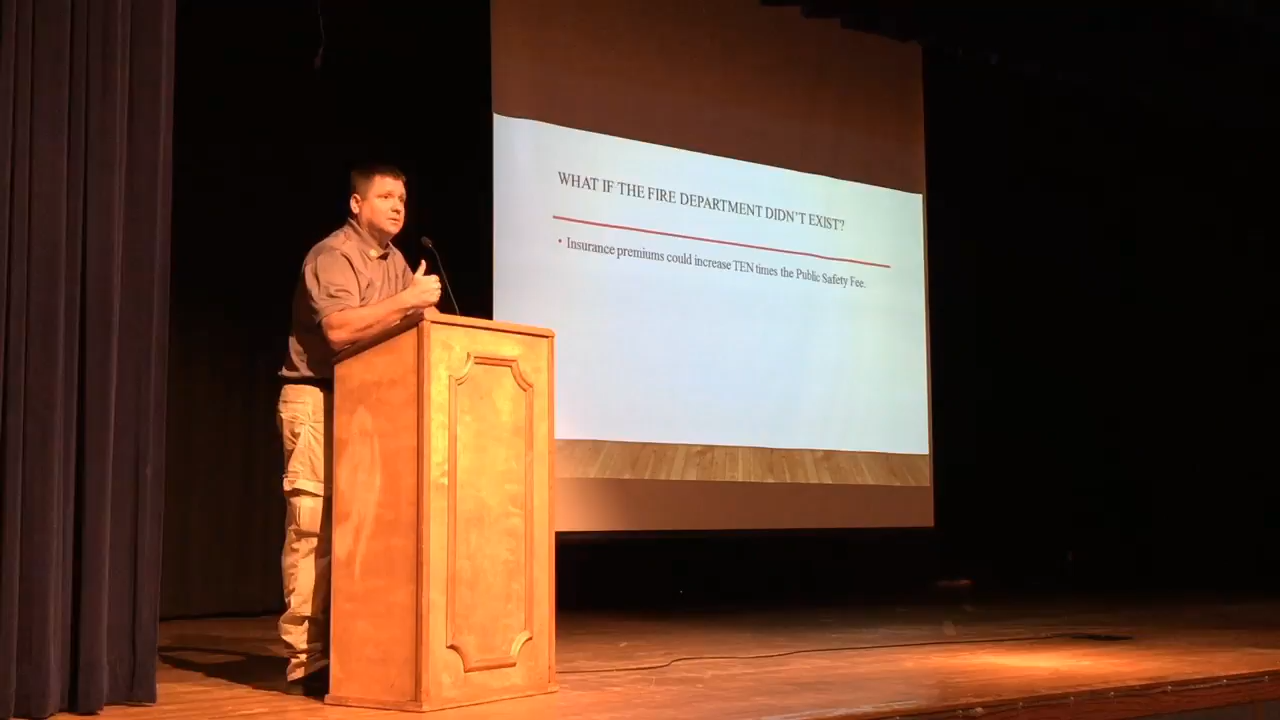 WHAT IF THE FIRE DEPARTMENT DIDN'T EXIST?
• Insurance premiums could increase TEN times the Public Safety Fee.